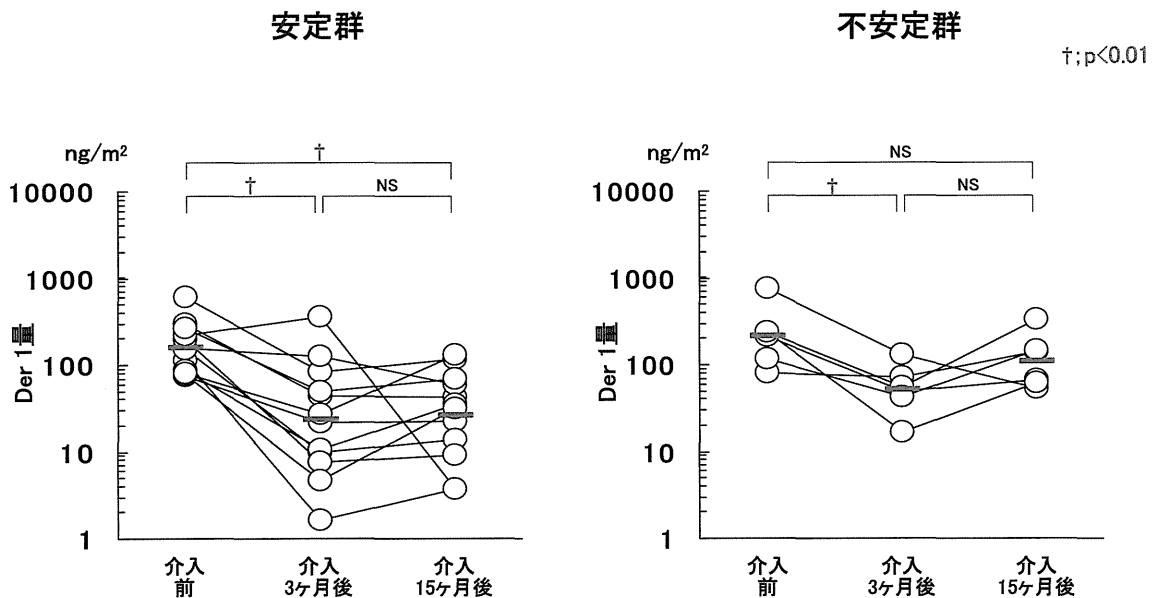 安定群
不安定群
†;p<0.01
ng/m²
†
†
NS
10000
1000
100
10
1
Der 1量
介入
前
介入
3ヶ月後
介入
15ヶ月後
ng/m²
NS
†
NS
10000
1000
100
10
1
Der 1量
介入
前
介入
3ヶ月後
介入
15ヶ月後